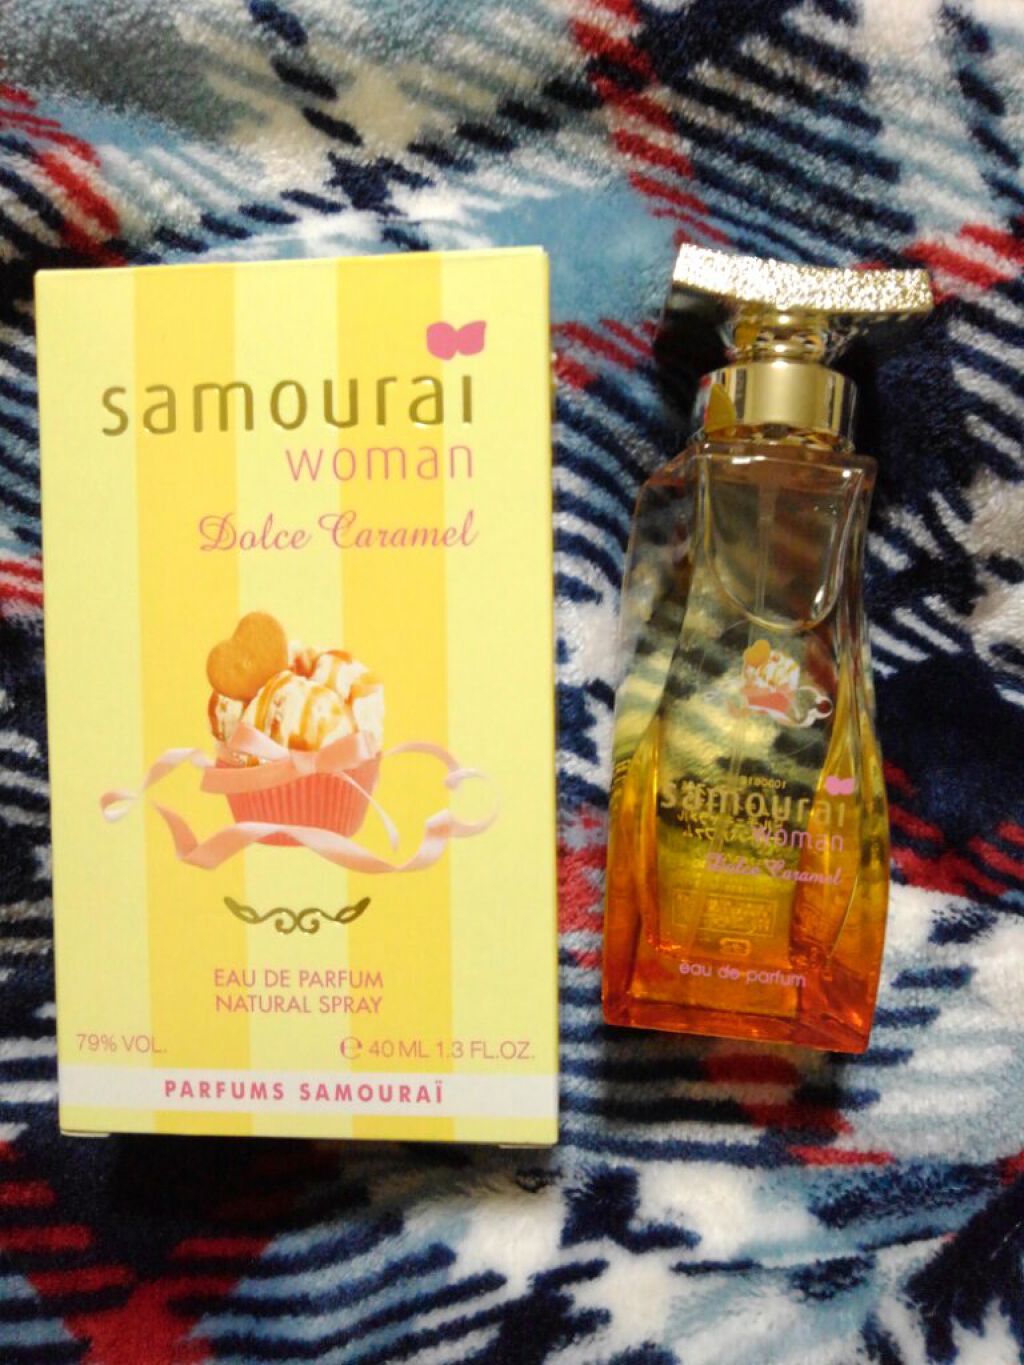 samouraï
woman
Dolce Caramel
EAU DE PARFUM
NATURAL SPRAY
79% VOL.
℮ 40 ML 1.3 FL.OZ.
PARFUMS SAMOURAÏ
samouraï
woman
Dolce Caramel
eau de parfum